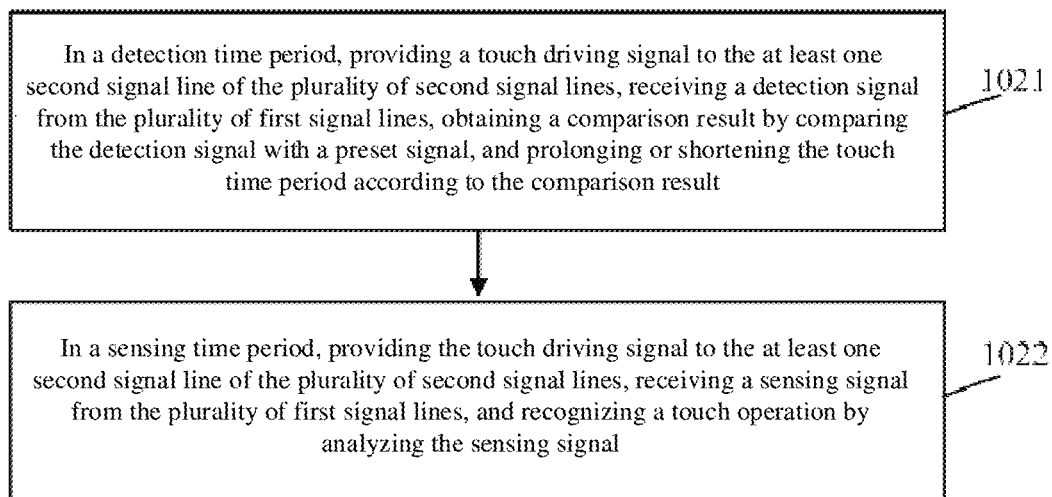 In a detection time period, providing a touch driving signal to the at least one
second signal line of the plurality of second signal lines, receiving a detection signal
from the plurality of first signal lines, obtaining a comparison result by comparing
the detection signal with a preset signal, and prolonging or shortening the touch
time period according to the comparison result
1021
In a sensing time period, providing the touch driving signal to the at least one
second signal line of the plurality of second signal lines, receiving a sensing signal
from the plurality of first signal lines, and recognizing a touch operation by
analyzing the sensing signal
1022